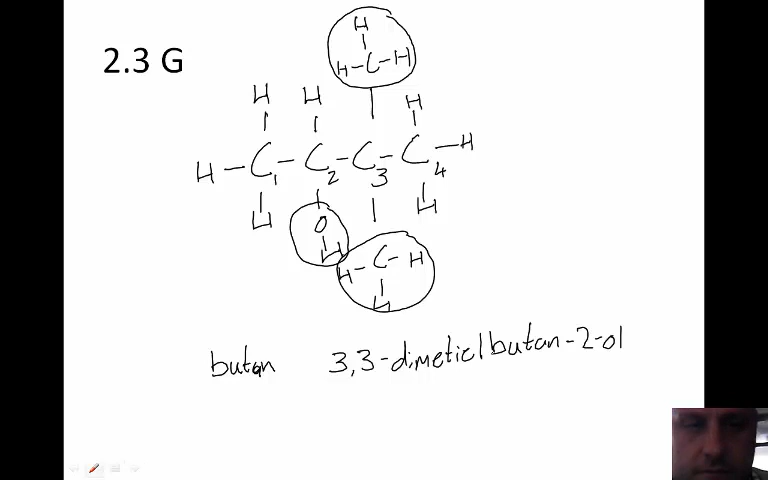 2.3 G
H
H-C-H
H H H
H-C1-C2-C3-C4-H
H O H
H
H-C-H
H
butan 3,3-dimeticlbutan-2-ol